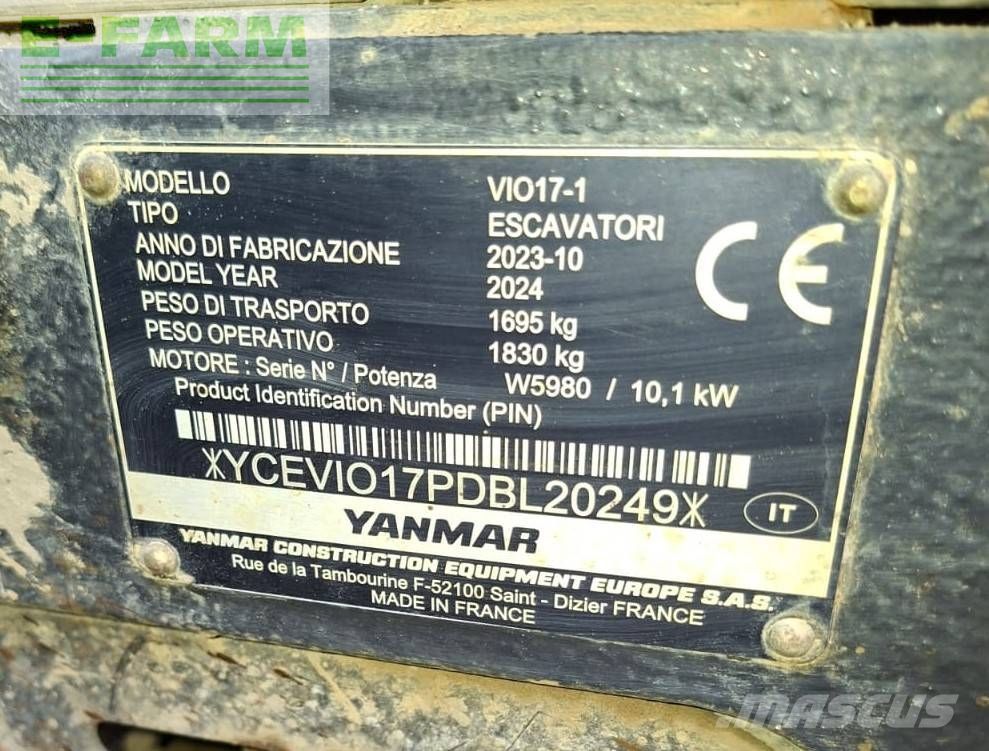 E-FARM
MODELLO VIO17-1
TIPO ESCAVATORI
ANNO DI FABRICAZIONE 2023-10
MODEL YEAR 2024
PESO DI TRASPORTO 1695 kg
PESO OPERATIVO 1830 kg
MOTORE : Serie N° / Potenza W5980 / 10,1 kW
Product Identification Number (PIN)
*YCEVIO17PDBL20249*
CE
IT
YANMAR
YANMAR CONSTRUCTION EQUIPMENT EUROPE S.A.S.
Rue de la Tambourine F-52100 Saint - Dizier FRANCE
MADE IN FRANCE
MASCUS